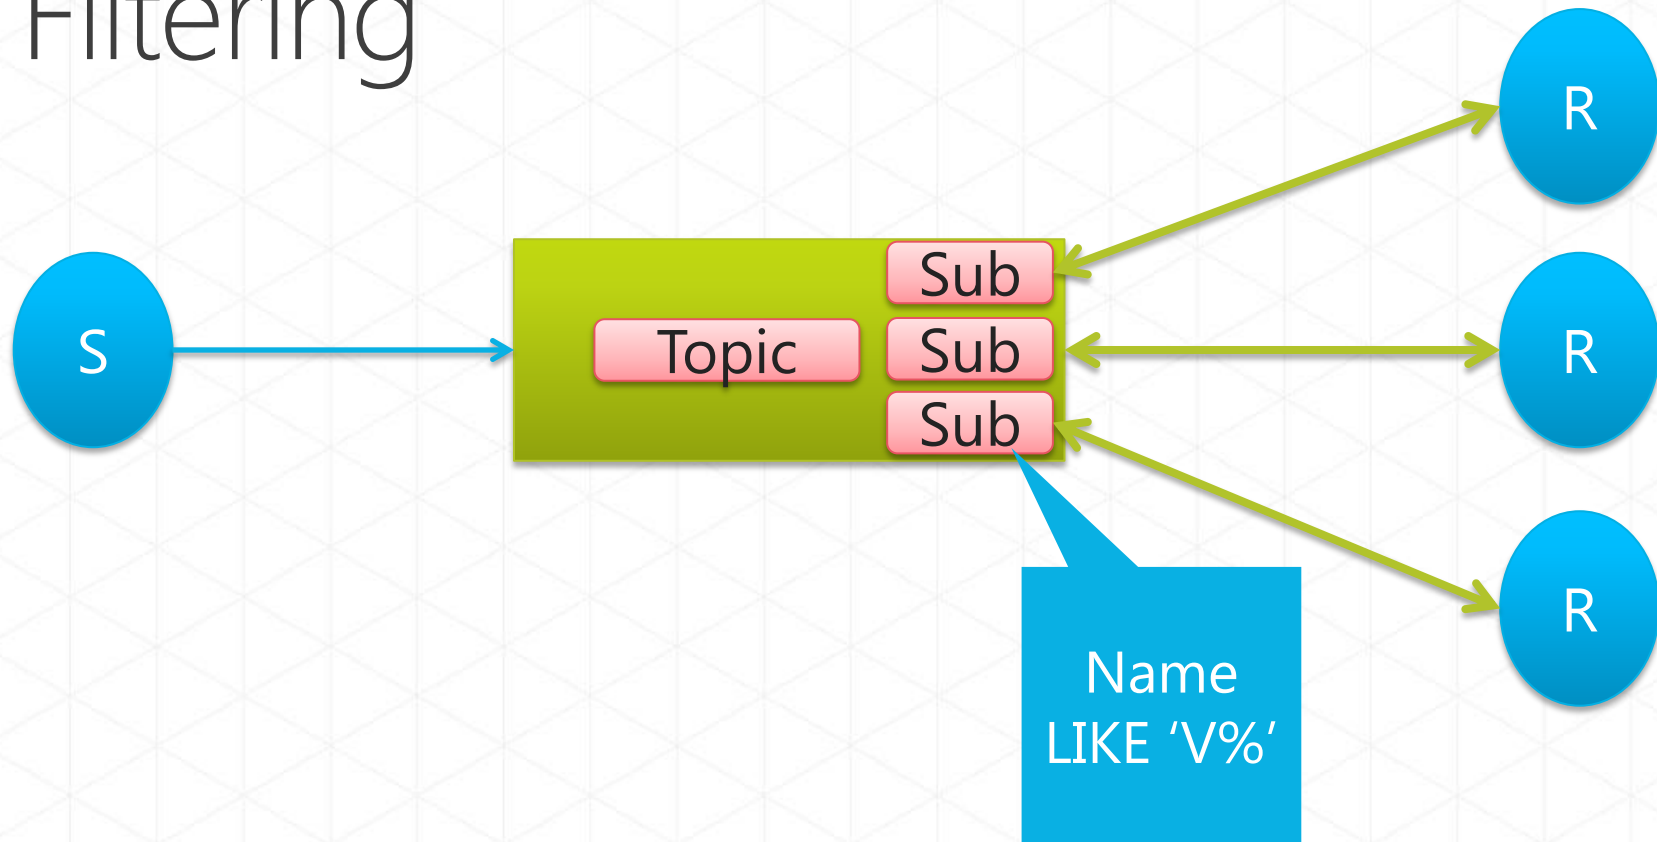 Filtering
R
Sub
S
Topic
Sub
R
Sub
R
Name
LIKE ‘V%’